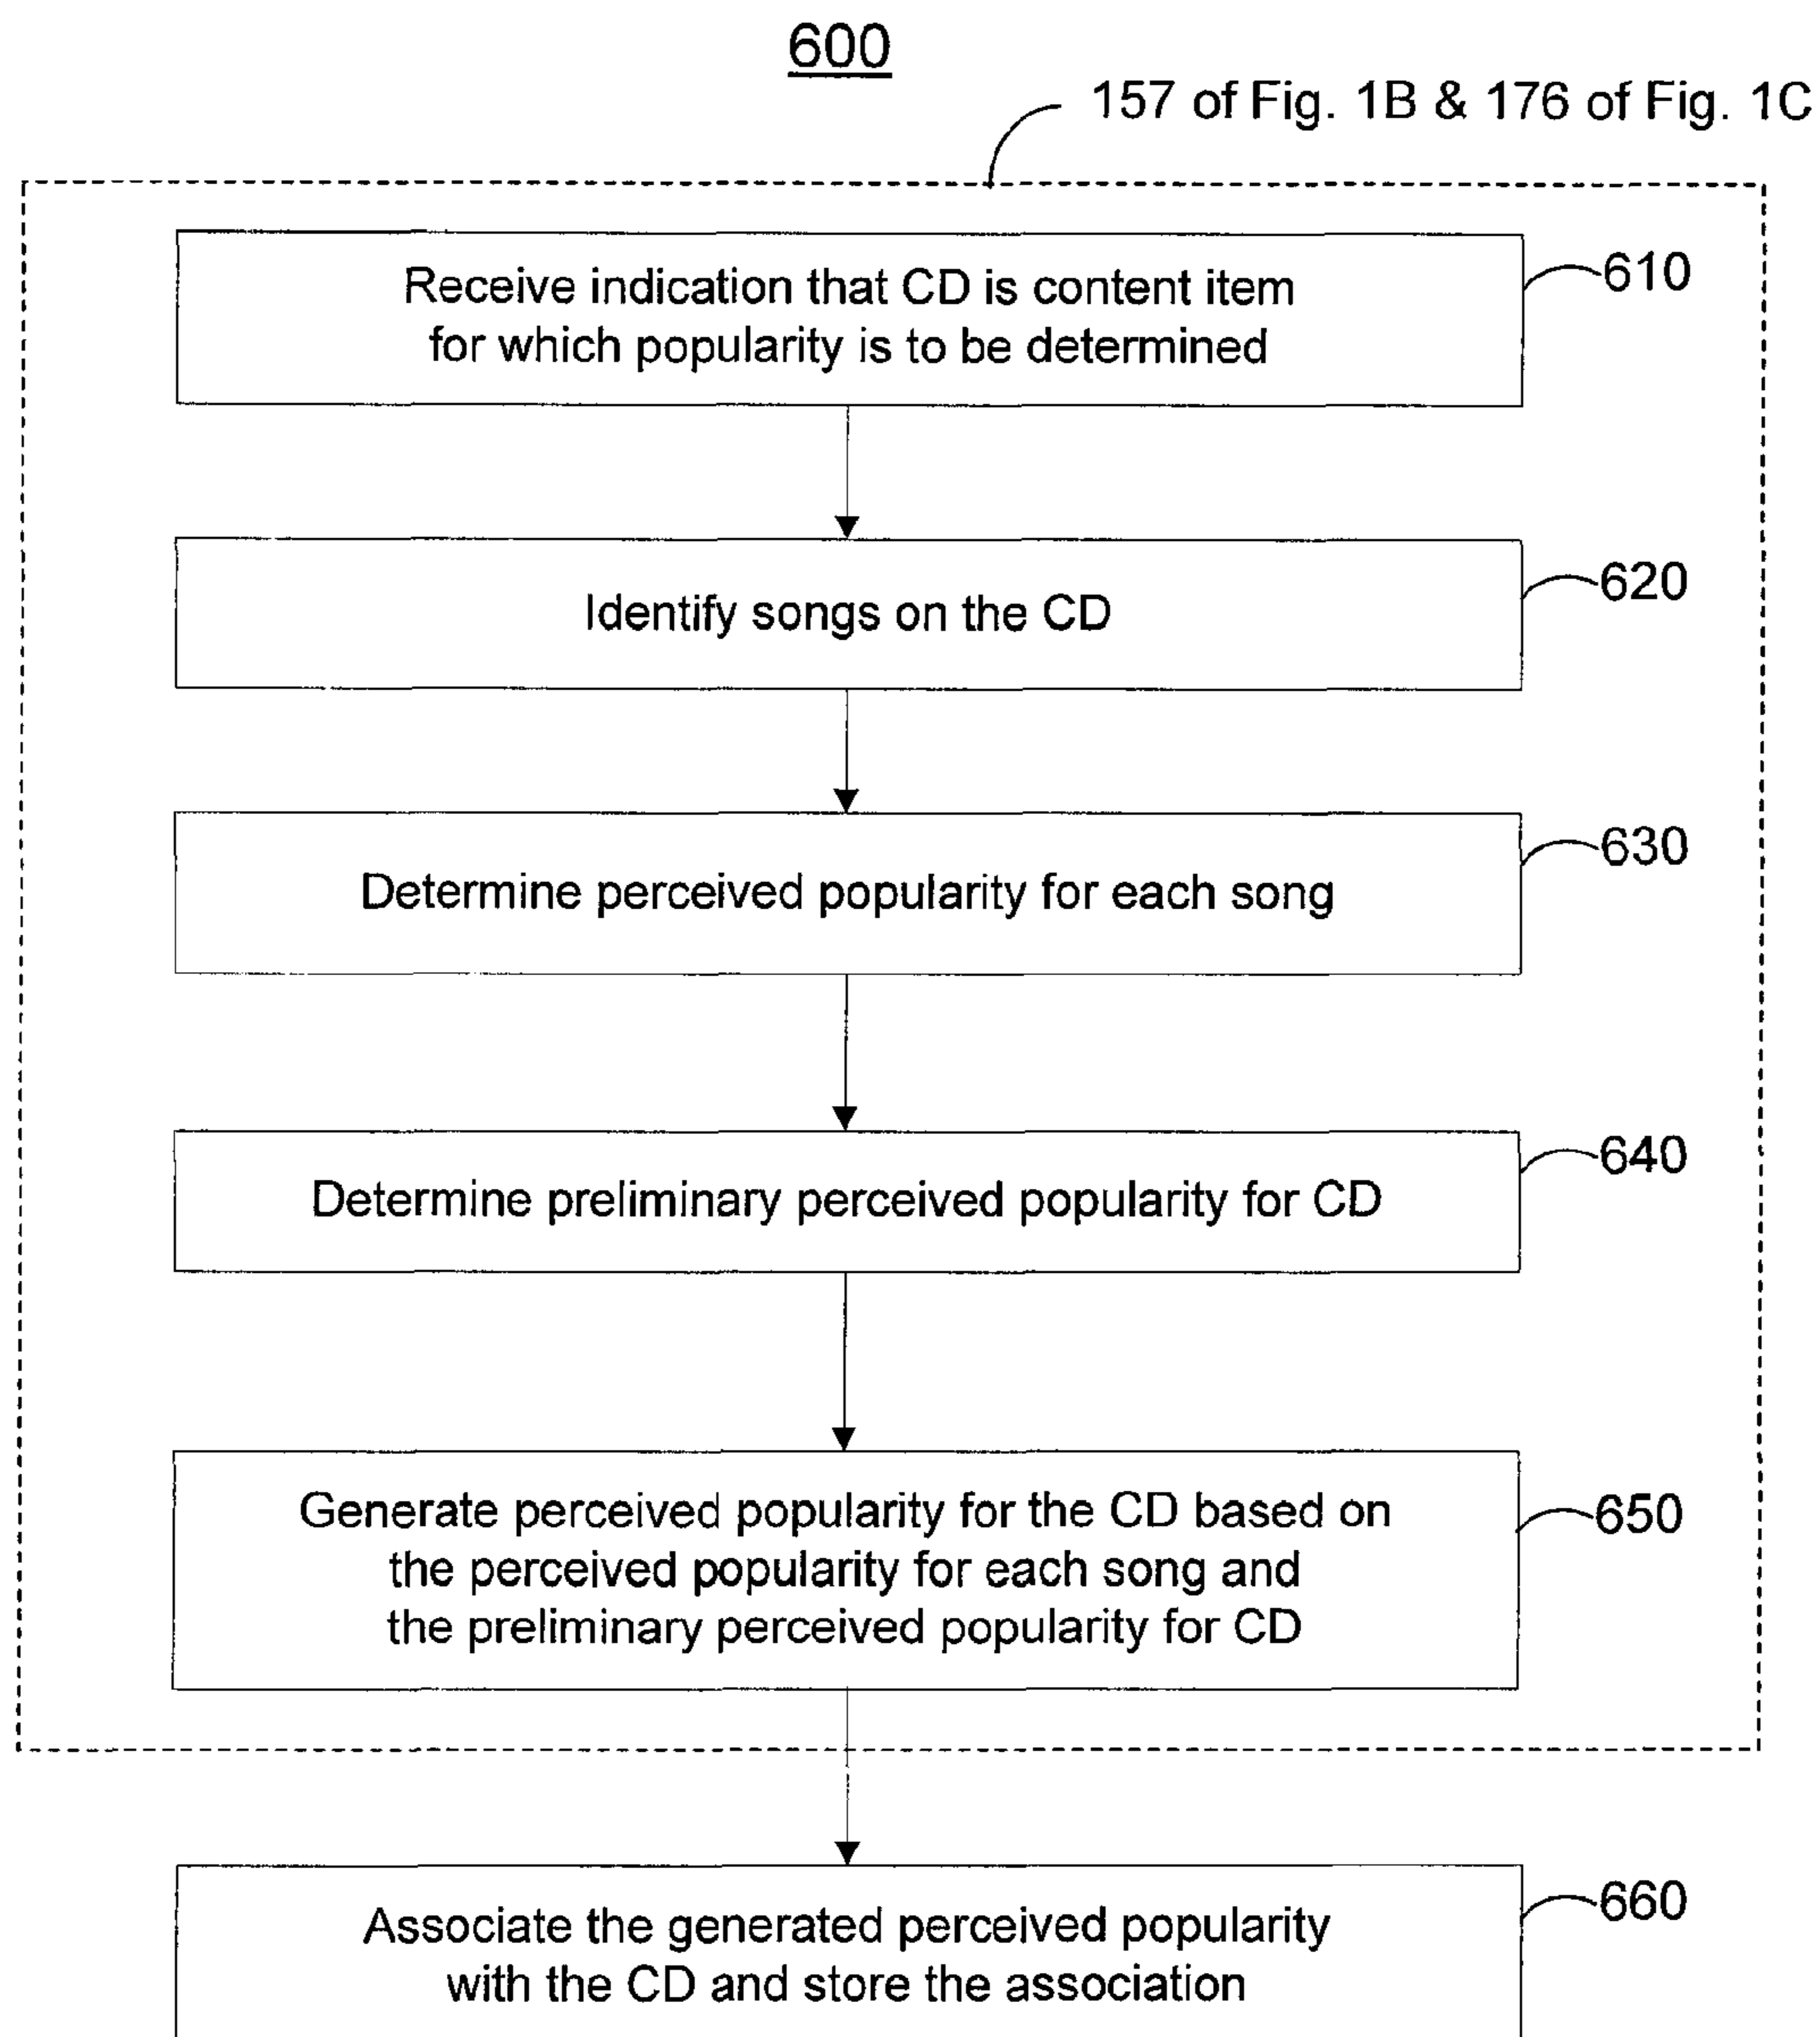 600
157 of Fig. 1B & 176 of Fig. 1C
Receive indication that CD is content item
for which popularity is to be determined
610
Identify songs on the CD
620
Determine perceived popularity for each song
630
Determine preliminary perceived popularity for CD
640
Generate perceived popularity for the CD based on
the perceived popularity for each song and
the preliminary perceived popularity for CD
650
Associate the generated perceived popularity
with the CD and store the association
660